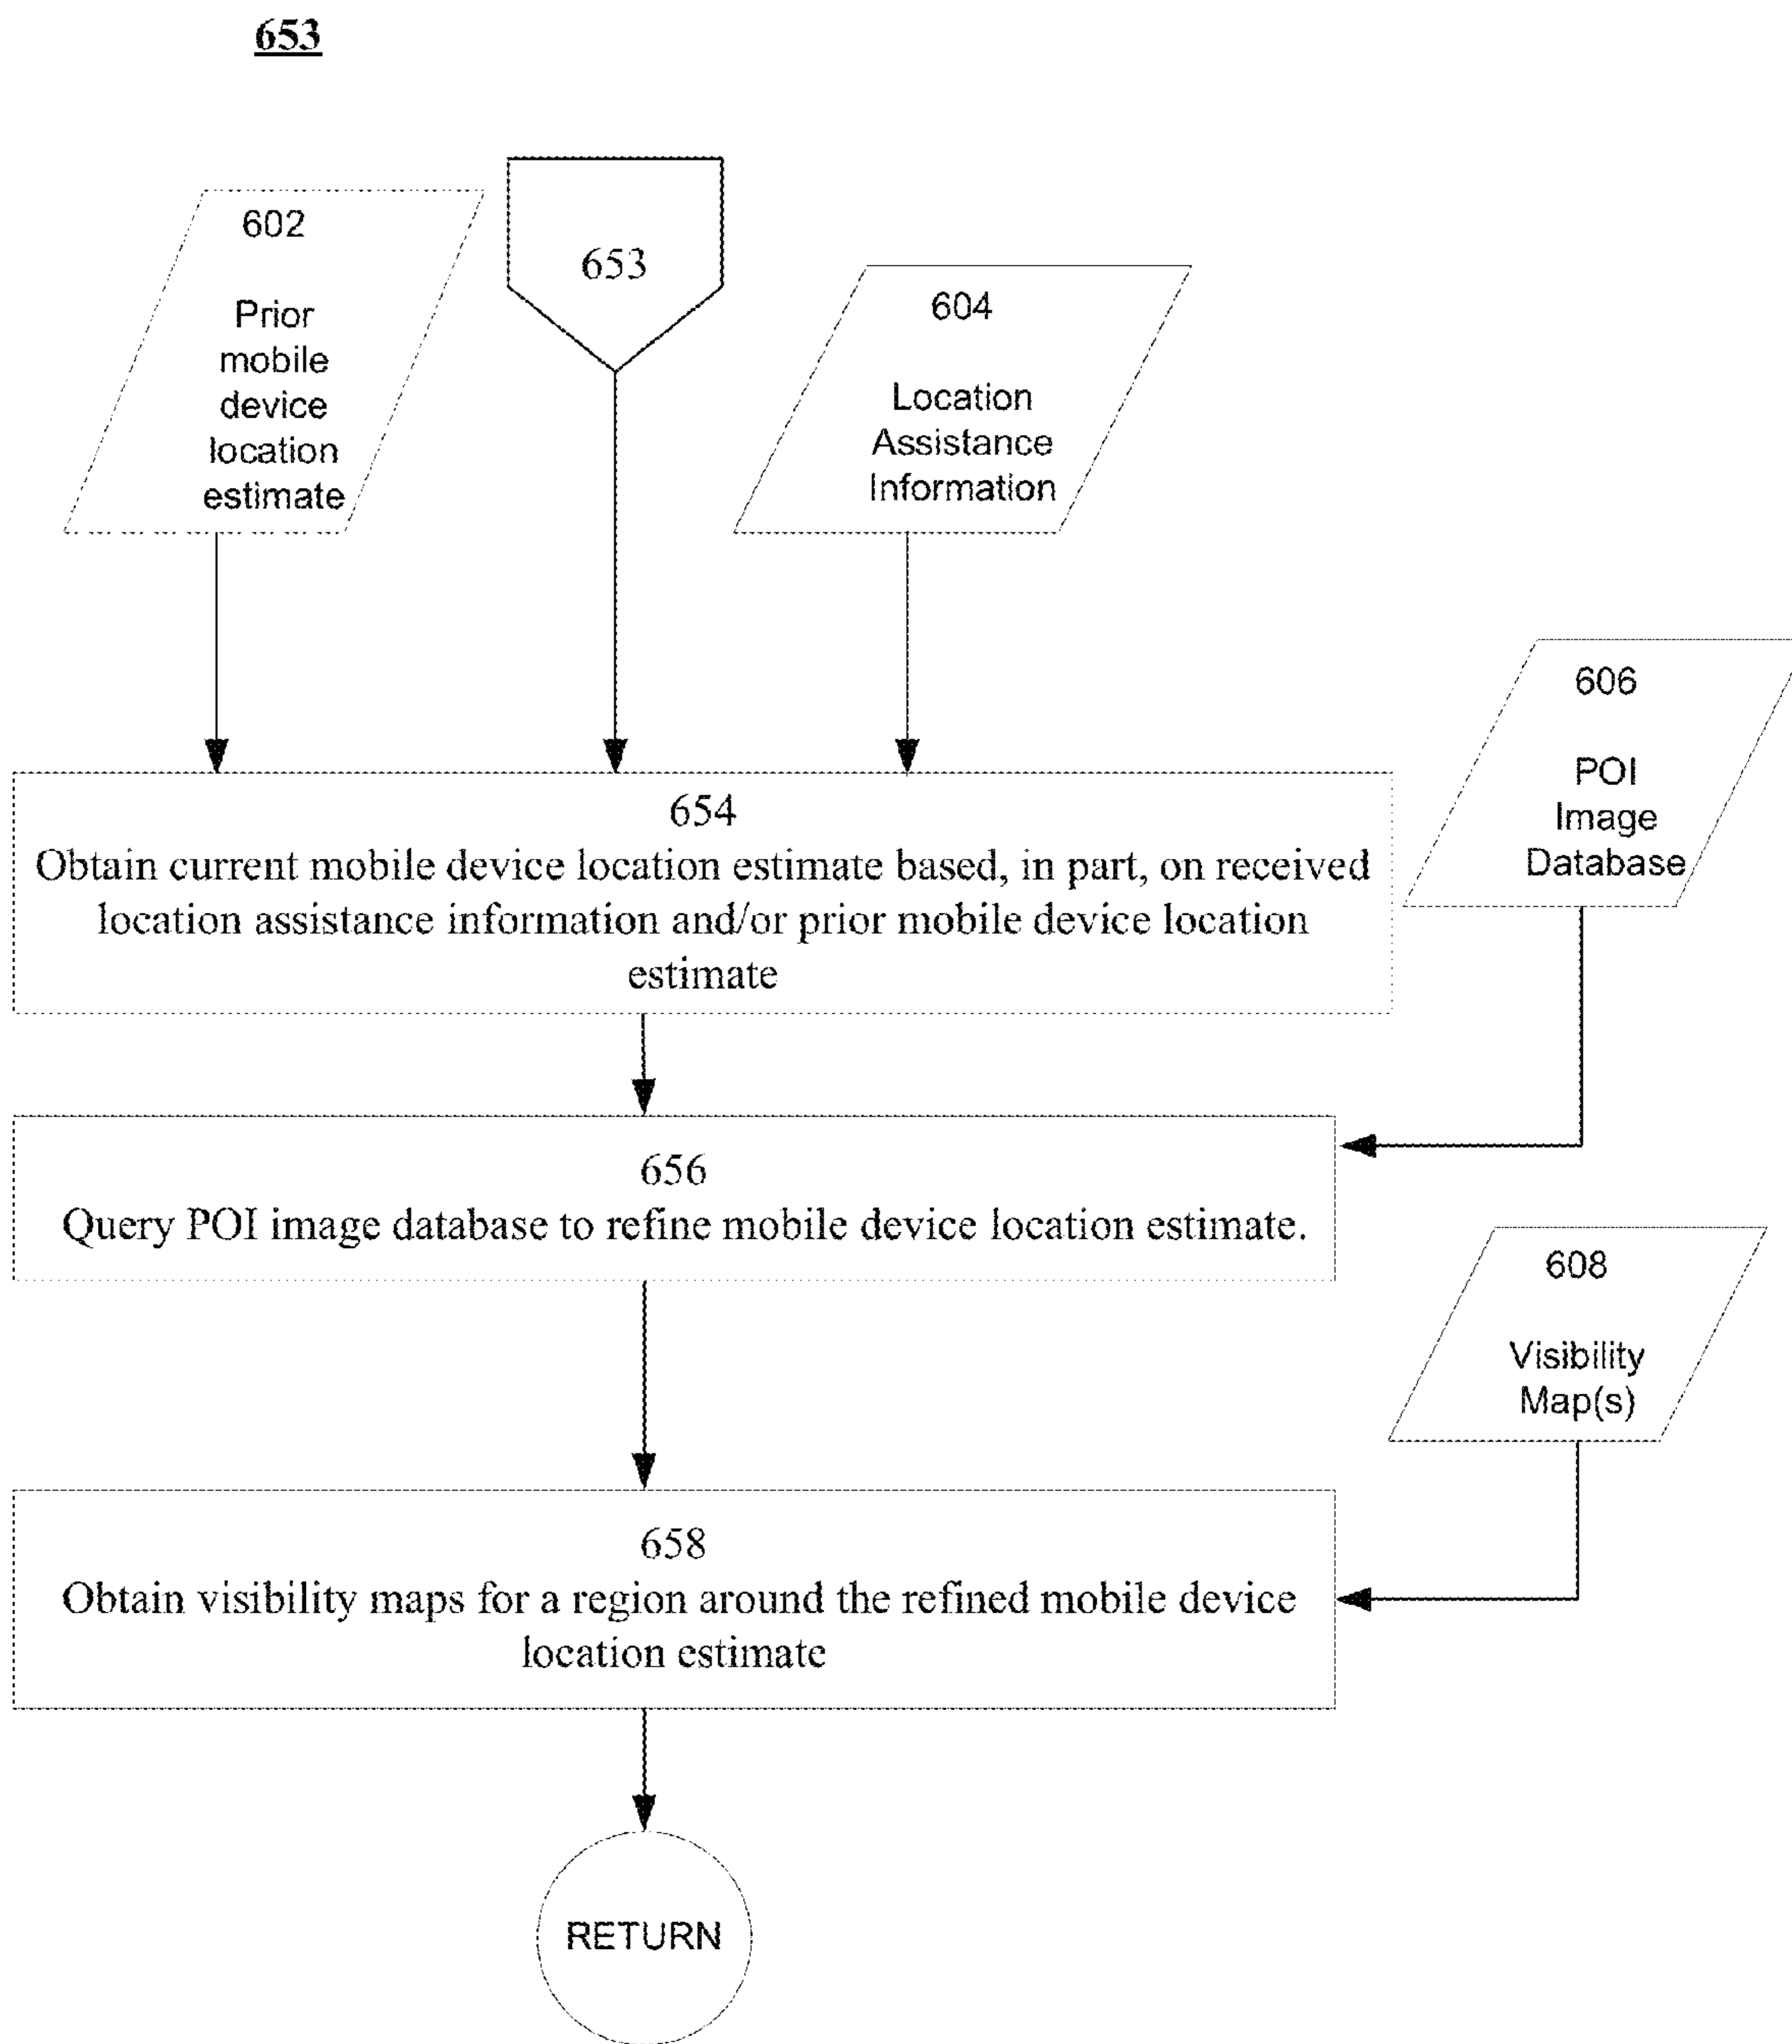 653
602
Prior
mobile
device
location
estimate
653
604
Location
Assistance
Information
606
POI
Image
Database
654
Obtain current mobile device location estimate based, in part, on received
location assistance information and/or prior mobile device location
estimate
656
Query POI image database to refine mobile device location estimate.
608
Visibility
Map(s)
658
Obtain visibility maps for a region around the refined mobile device
location estimate
RETURN